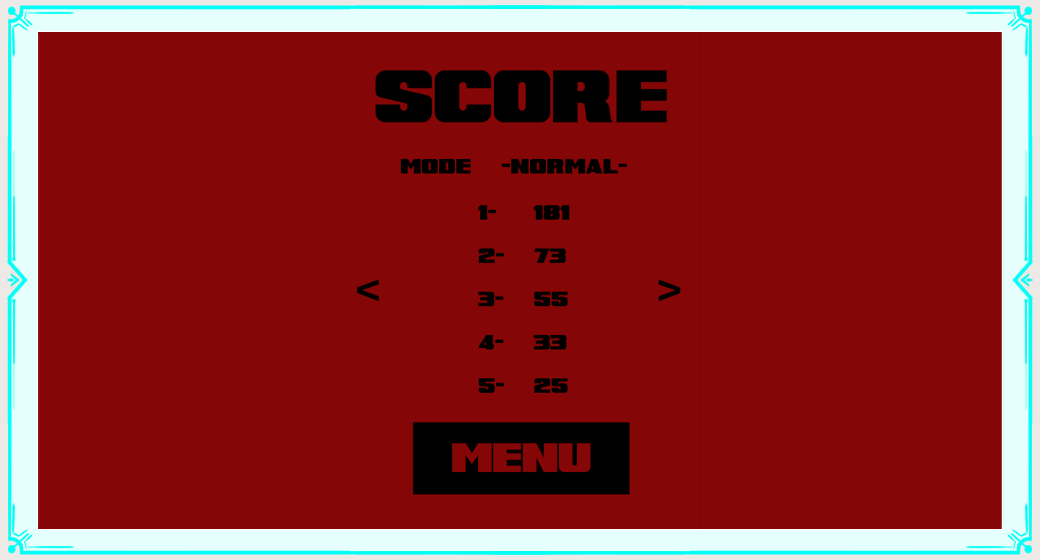 SCORE
MODE -NORMAL-
1- 181
2- 73
3- 55
< >
4- 33
5- 25
MENU